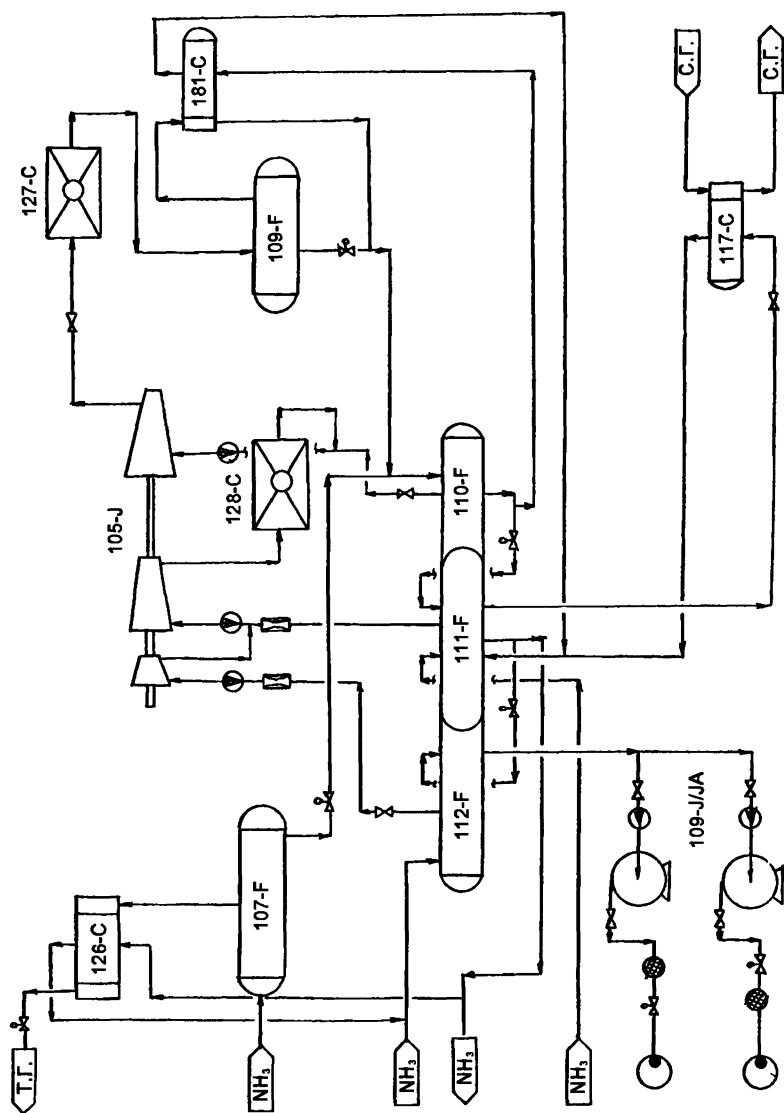 Т.Г.
126-C
NH₃
107-F
NH₃
NH₃
NH₃
112-F
111-F
110-F
105-J
128-C
127-C
109-F
181-C
109-J/JA
117-C
С.Г.
С.Г.